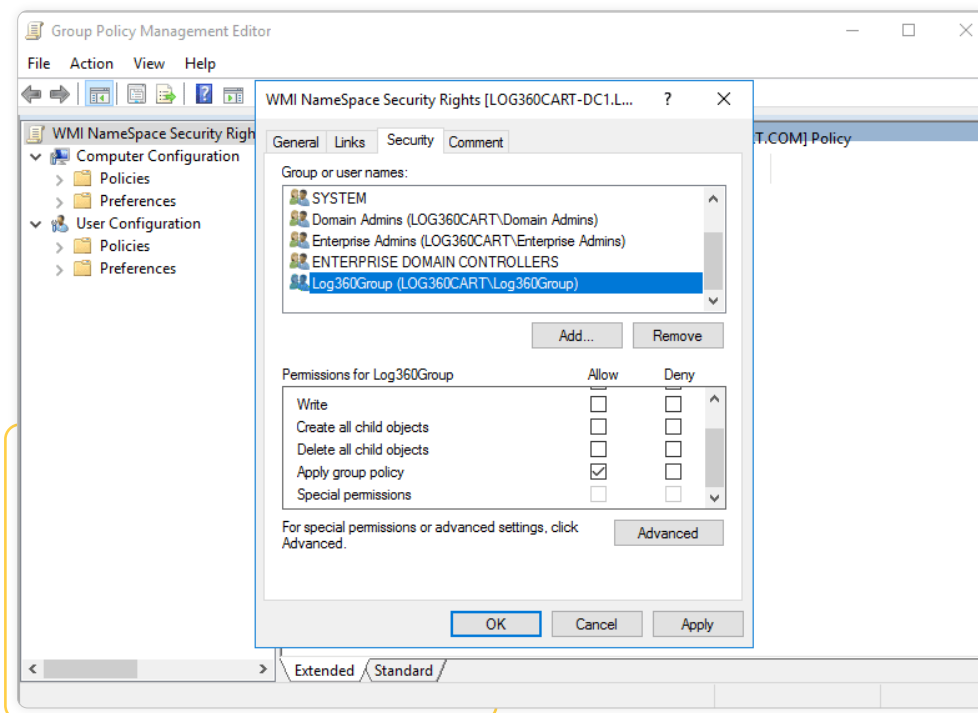 Group Policy Management Editor
File Action View Help
WMI NameSpace Security Righ
Computer Configuration
Policies
Preferences
User Configuration
Policies
Preferences
T.COM] Policy
WMI NameSpace Security Rights [LOG360CART-DC1.L... ?
General Links Security Comment
Group or user names:
SYSTEM
Domain Admins (LOG360CART\Domain Admins)
Enterprise Admins (LOG360CART\Enterprise Admins)
ENTERPRISE DOMAIN CONTROLLERS
Log360Group (LOG360CART\Log360Group)
Add... Remove
Permissions for Log360Group Allow Deny
Write
Create all child objects
Delete all child objects
Apply group policy
Special permissions
For special permissions or advanced settings, click
Advanced.
Advanced
OK Cancel Apply
Extended Standard